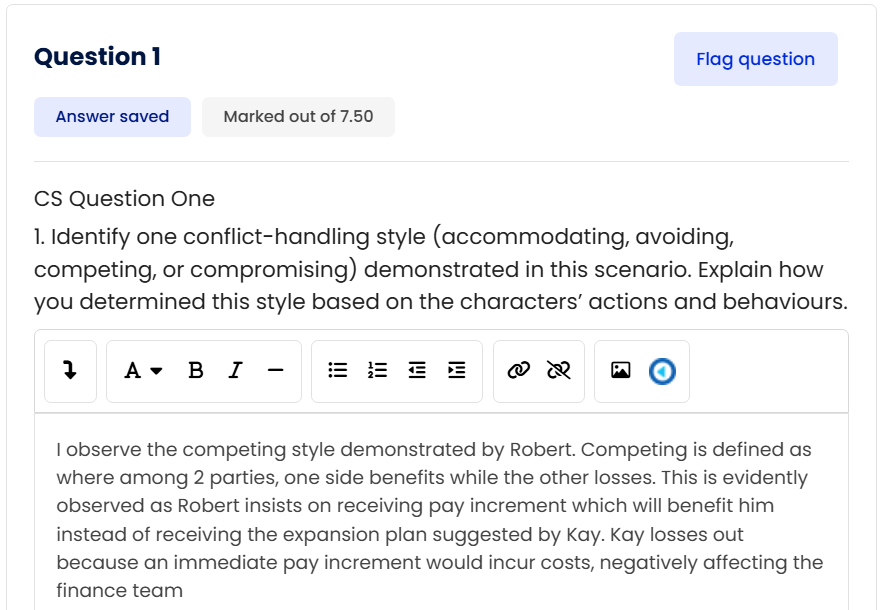 Question 1
Flag question
Answer saved
Marked out of 7.50
CS Question One
1. Identify one conflict-handling style (accommodating, avoiding,
competing, or compromising) demonstrated in this scenario. Explain how
you determined this style based on the characters’ actions and behaviours.
A B I
I observe the competing style demonstrated by Robert. Competing is defined as
where among 2 parties, one side benefits while the other losses. This is evidently
observed as Robert insists on receiving pay increment which will benefit him
instead of receiving the expansion plan suggested by Kay. Kay losses out
because an immediate pay increment would incur costs, negatively affecting the
finance team